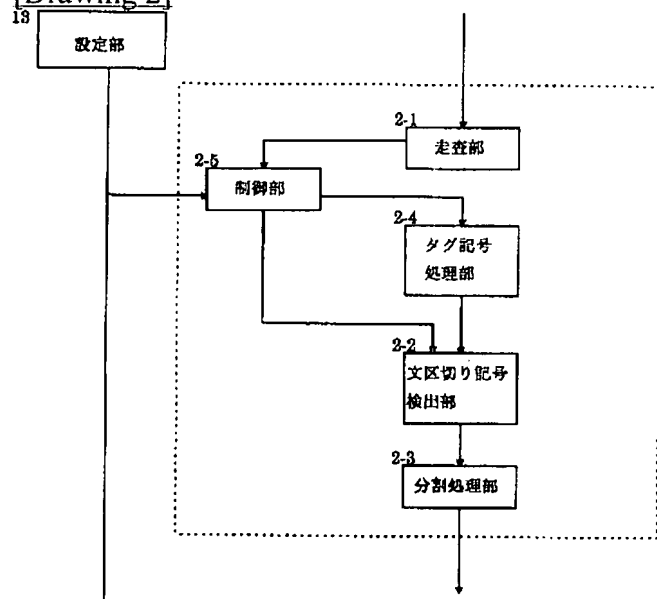 [Drawing 2]
13
設定部
2-1
走査部
2-5
制御部
2-4
タグ記号
処理部
2-2
文区切り記号
検出部
2-3
分割処理部